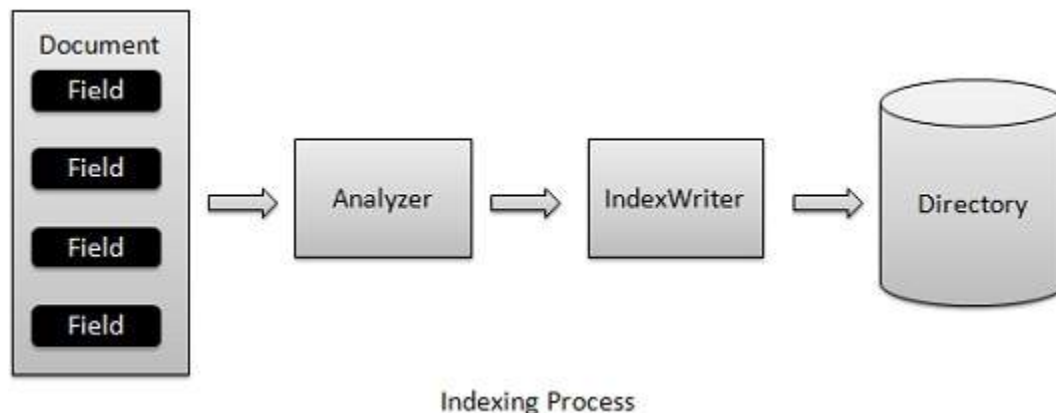 Document
Field
Field
Field
Field
Analyzer
IndexWriter
Directory
Indexing Process